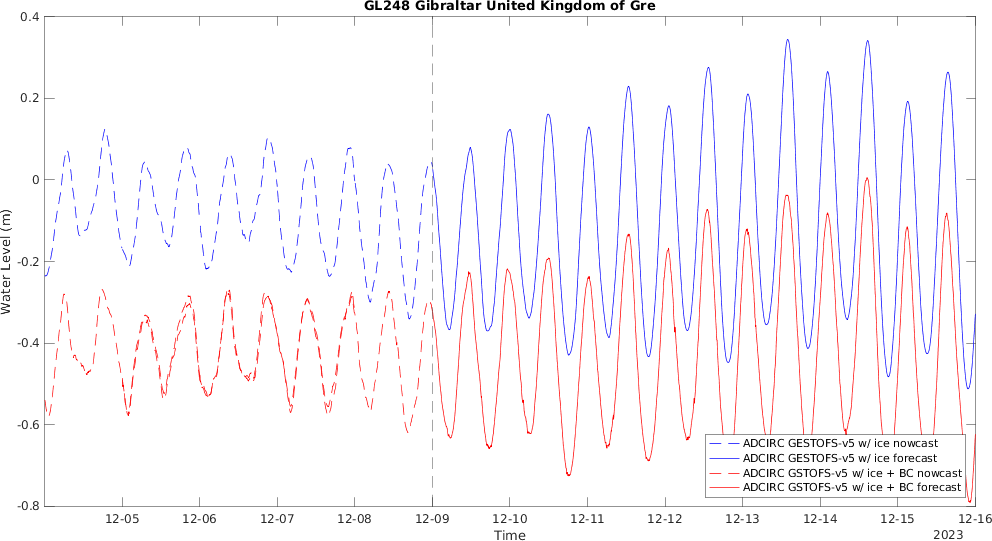 GL248 Gibraltar United Kingdom of Gre
0.4
0.2
0
-0.2
-0.4
-0.6
-0.8
Water Level (m)
12-05
12-06
12-07
12-08
12-09
12-10
12-11
12-12
12-13
12-14
12-15
12-16
Time
2023
ADCIRC GESTOFS-v5 w/ ice nowcast
ADCIRC GESTOFS-v5 w/ ice forecast
ADCIRC GSTOFS-v5 w/ ice + BC nowcast
ADCIRC GSTOFS-v5 w/ ice + BC forecast